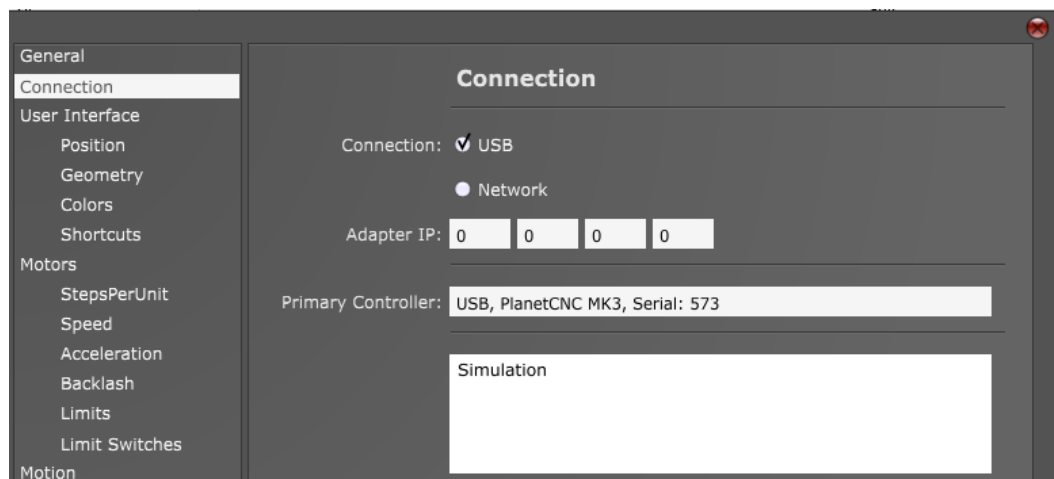 General
Connection
User Interface
Position
Geometry
Colors
Shortcuts
Motors
StepsPerUnit
Speed
Acceleration
Backlash
Limits
Limit Switches
Motion
Connection
Connection: USB
Network
Adapter IP: 0 0 0 0
Primary Controller: USB, PlanetCNC MK3, Serial: 573
Simulation